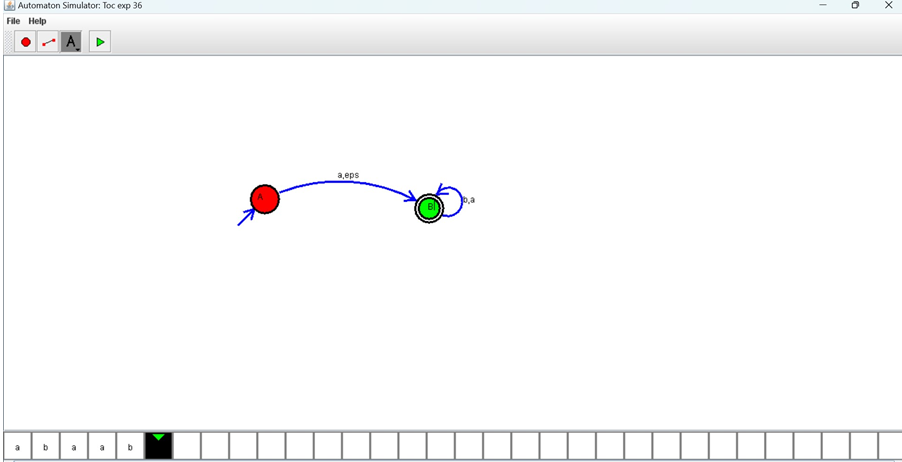 Automaton Simulator: Toc exp 36
File Help
A
a,eps
A
B
b,a
a b a a b